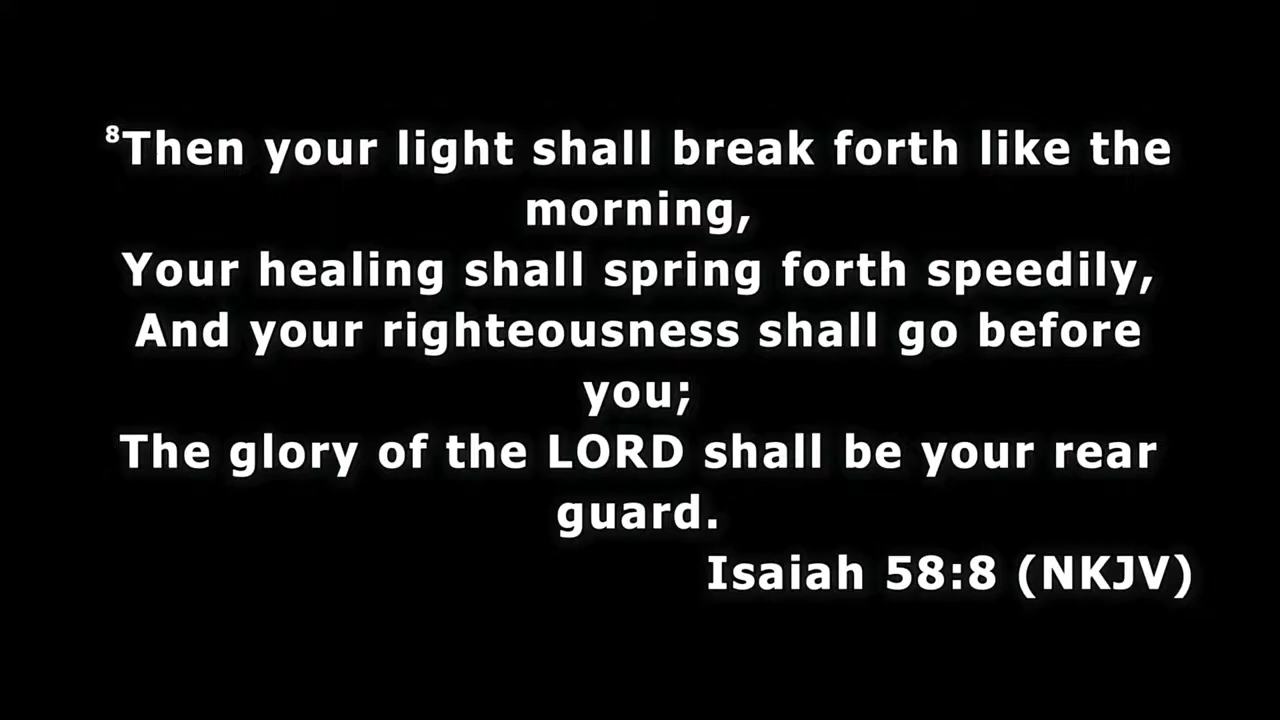 ⁸Then your light shall break forth like the
morning,
Your healing shall spring forth speedily,
And your righteousness shall go before
you;
The glory of the LORD shall be your rear
guard.
Isaiah 58:8 (NKJV)